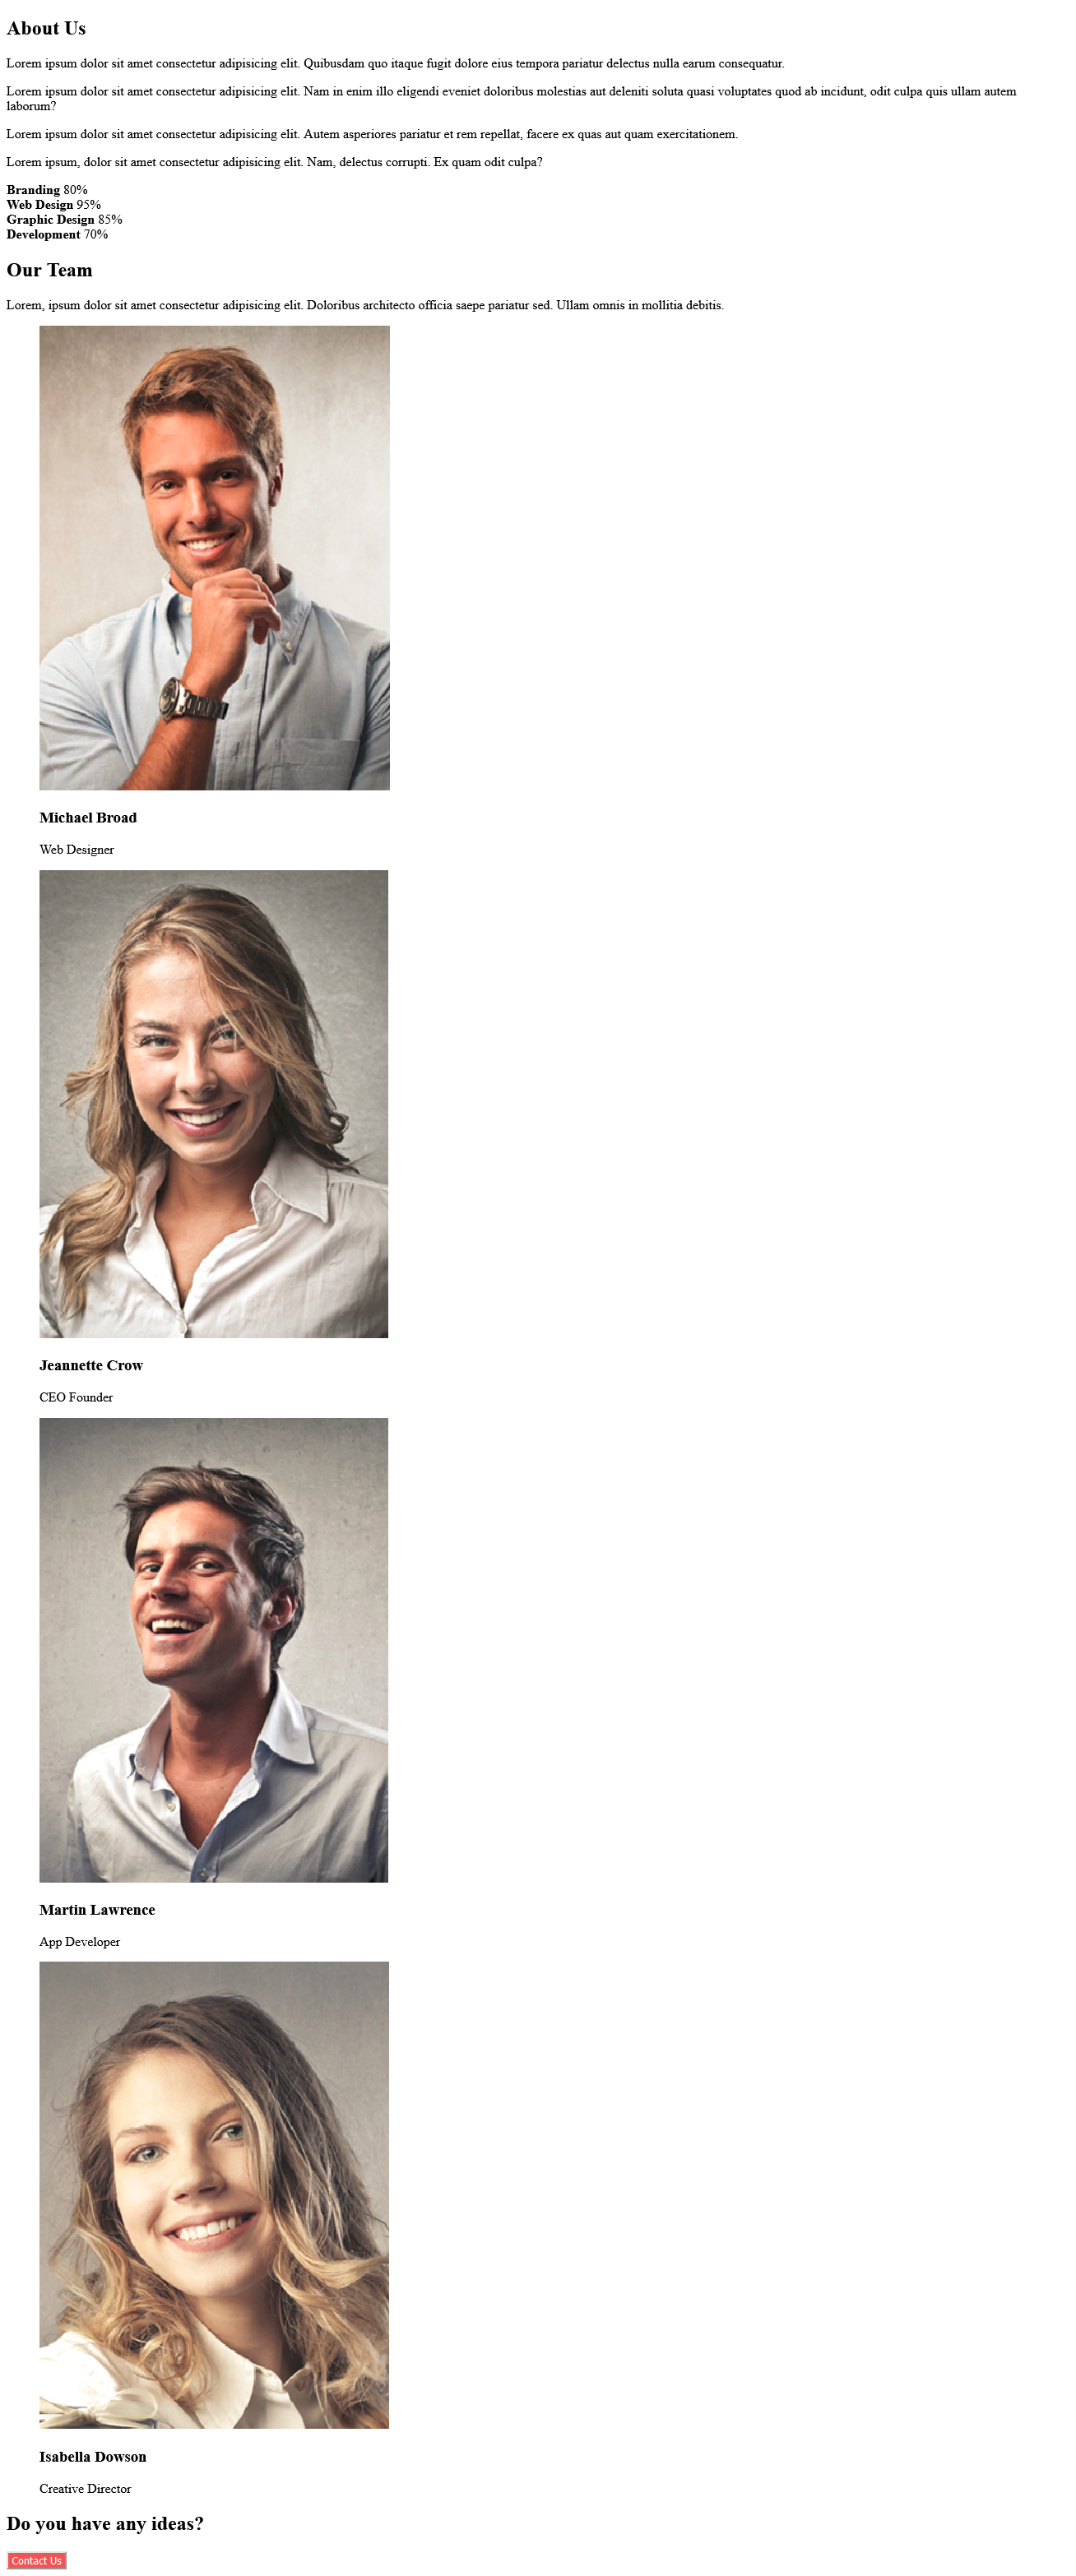 About Us
Lorem ipsum dolor sit amet consectetur adipisicing elit. Quibusdam quo itaque fugit dolore eius tempora pariatur delectus nulla earum consequatur.
Lorem ipsum dolor sit amet consectetur adipisicing elit. Nam in enim illo eligendi eveniet doloribus molestias aut deleniti soluta quasi voluptates quod ab incidunt, odit culpa quis ullam autem
laborum?
Lorem ipsum dolor sit amet consectetur adipisicing elit. Autem asperiores pariatur et rem repellat, facere ex quas aut quam exercitationem.
Lorem ipsum, dolor sit amet consectetur adipisicing elit. Nam, delectus corrupti. Ex quam odit culpa?
Branding 80%
Web Design 95%
Graphic Design 85%
Development 70%
Our Team
Lorem, ipsum dolor sit amet consectetur adipisicing elit. Doloribus architecto officia saepe pariatur sed. Ullam omnis in mollitia debitis.
Michael Broad
Web Designer
Jeannette Crow
CEO Founder
Martin Lawrence
App Developer
Isabella Dowson
Creative Director
Do you have any ideas?
Contact Us